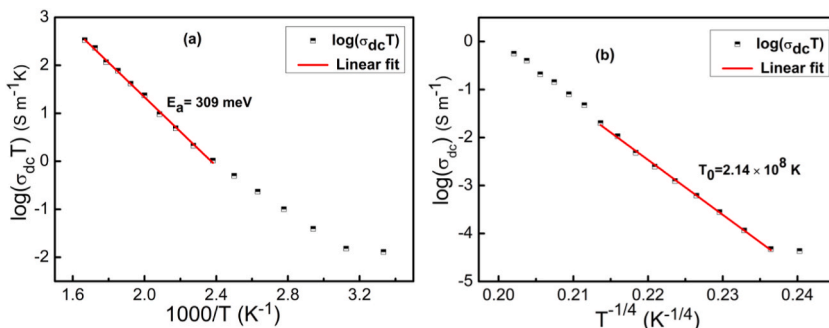 (a)
log(σdcT)
Linear fit
Ea= 309 meV
log(σdcT) (S m⁻¹K)
3
2
1
0
-1
-2
1.6 2.0 2.4 2.8 3.2
1000/T (K⁻¹)
(b)
log(σdcT)
Linear fit
T₀=2.14 × 10⁸ K
log(σdc) (S m⁻¹)
0
-1
-2
-3
-4
-5
0.20 0.21 0.22 0.23 0.24
T⁻¹/⁴ (K⁻¹/⁴)